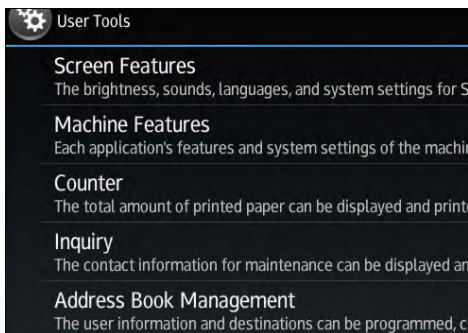 User Tools
Screen Features
The brightness, sounds, languages, and system settings for S
Machine Features
Each application's features and system settings of the machin
Counter
The total amount of printed paper can be displayed and printe
Inquiry
The contact information for maintenance can be displayed an
Address Book Management
The user information and destinations can be programmed, c